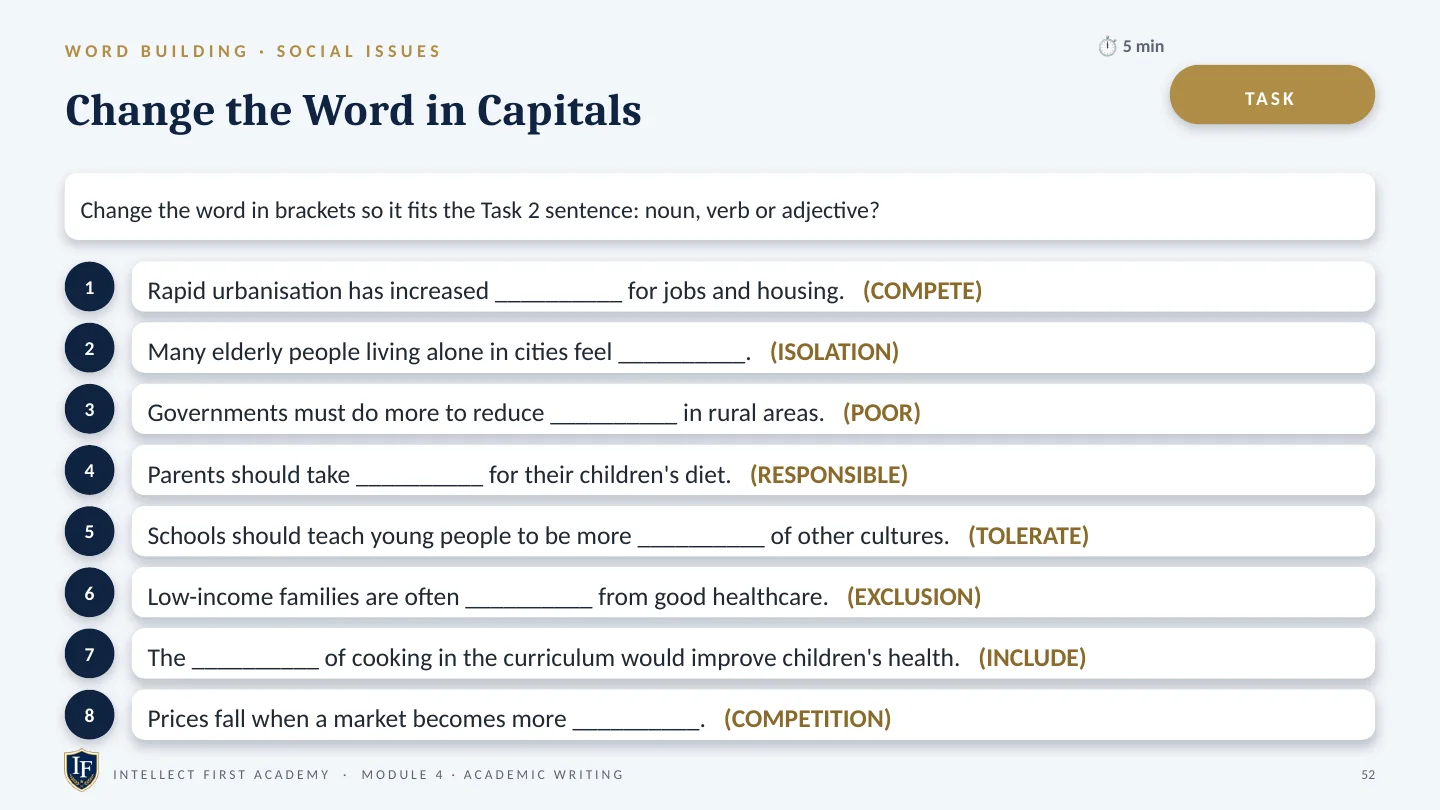 WORD BUILDING · SOCIAL ISSUES
⏱ 5 min
Change the Word in Capitals
TASK
Change the word in brackets so it fits the Task 2 sentence: noun, verb or adjective?
1 Rapid urbanisation has increased __________ for jobs and housing. (COMPETE)
2 Many elderly people living alone in cities feel __________. (ISOLATION)
3 Governments must do more to reduce __________ in rural areas. (POOR)
4 Parents should take __________ for their children's diet. (RESPONSIBLE)
5 Schools should teach young people to be more __________ of other cultures. (TOLERATE)
6 Low-income families are often __________ from good healthcare. (EXCLUSION)
7 The __________ of cooking in the curriculum would improve children's health. (INCLUDE)
8 Prices fall when a market becomes more __________. (COMPETITION)
IF
INTELLECT FIRST ACADEMY · MODULE 4 · ACADEMIC WRITING
52